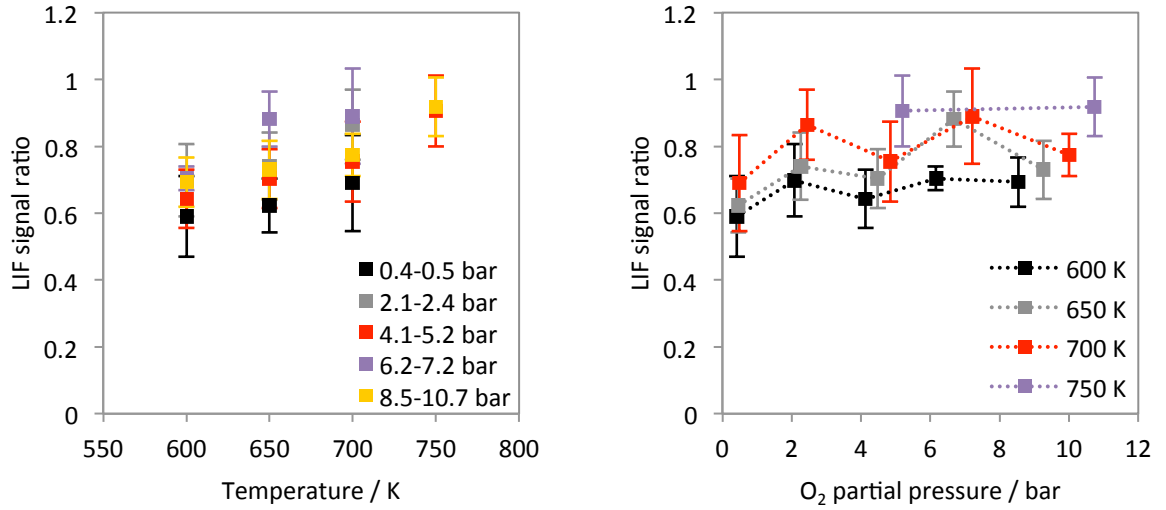 1.2
1
0.8
0.6
0.4
0.2
0
LIF signal ratio
550 600 650 700 750 800
Temperature / K
0.4-0.5 bar
2.1-2.4 bar
4.1-5.2 bar
6.2-7.2 bar
8.5-10.7 bar
1.2
1
0.8
0.6
0.4
0.2
0
LIF signal ratio
0 2 4 6 8 10 12
O₂ partial pressure / bar
600 K
650 K
700 K
750 K